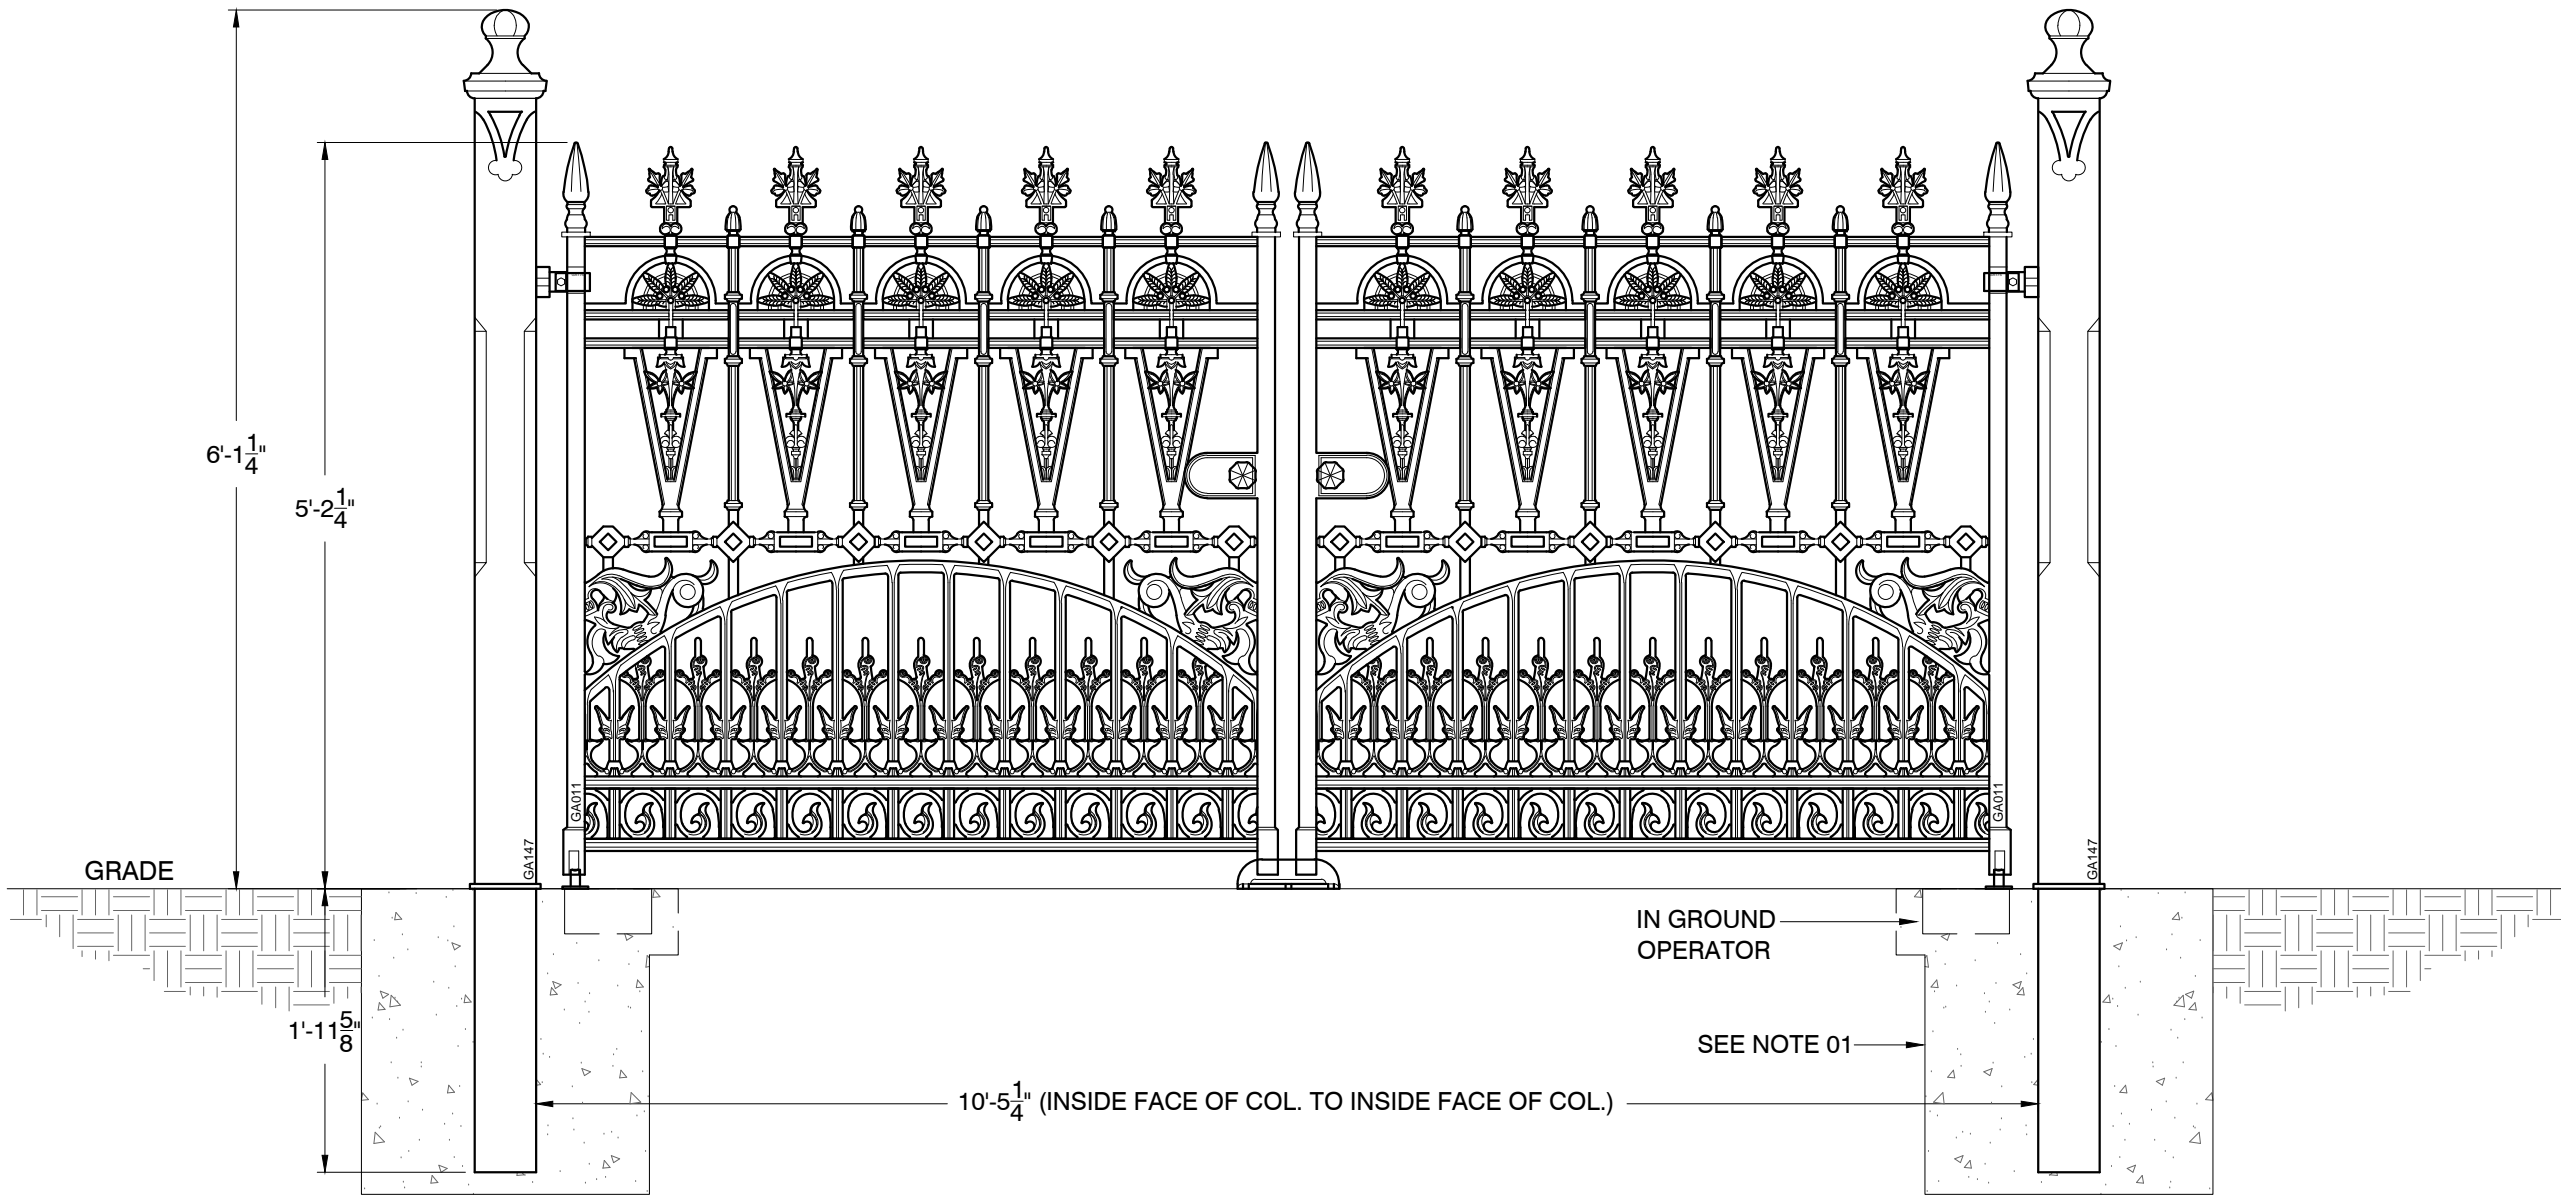 6'-1 1/4"
5'-2 1/4"
GA011
GA011
GA147
GA147
GRADE
IN GROUND
OPERATOR
1'-11 5/8"
SEE NOTE 01
10'-5 1/4" (INSIDE FACE OF COL. TO INSIDE FACE OF COL.)